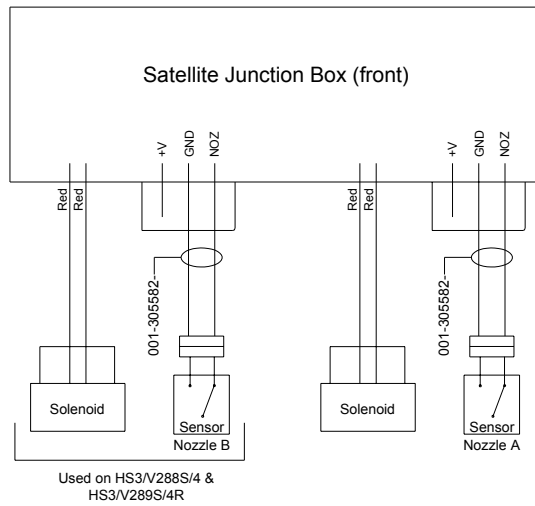 Satellite Junction Box (front)
+V
GND
NOZ
+V
GND
NOZ
Red
Red
Red
Red
001-305582-
001-305582-
Solenoid
Sensor
Nozzle B
Solenoid
Sensor
Nozzle A
Used on HS3/V288S/4 &
HS3/V289S/4R